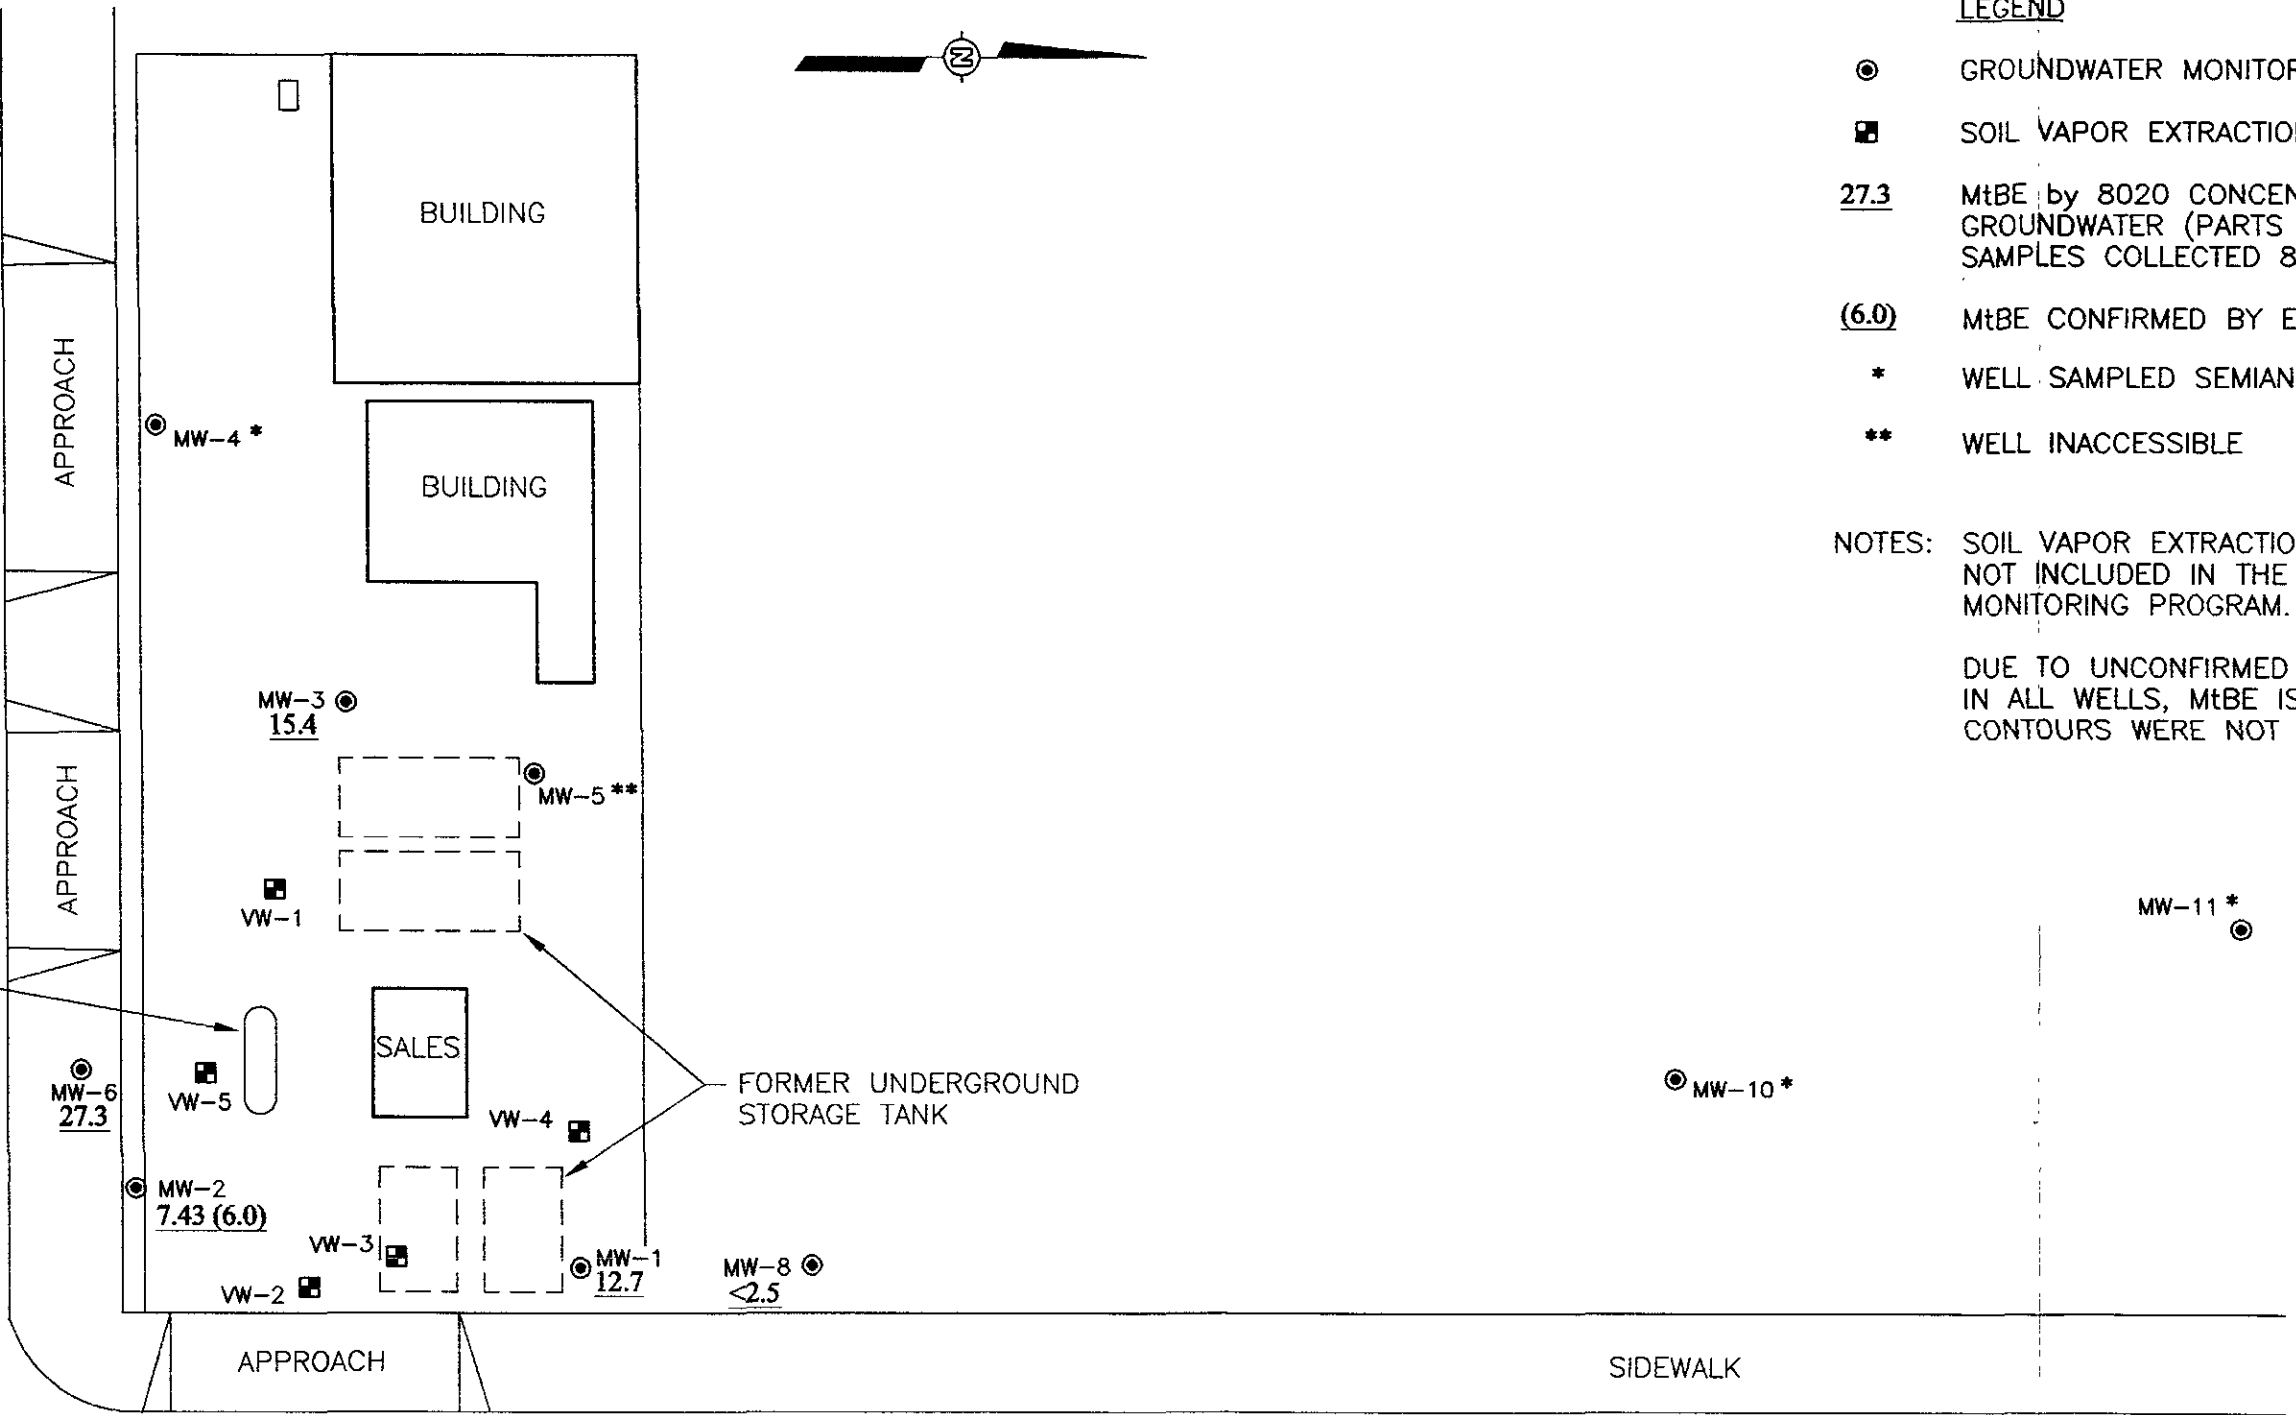 LEGEND
N
GROUNDWATER MONITOR
SOIL VAPOR EXTRACTION
27.3 MtBE by 8020 CONCEN
GROUNDWATER (PARTS
SAMPLES COLLECTED 8
(6.0) MtBE CONFIRMED BY E
* WELL SAMPLED SEMIAN
** WELL INACCESSIBLE
NOTES: SOIL VAPOR EXTRACTIO
NOT INCLUDED IN THE
MONITORING PROGRAM.
DUE TO UNCONFIRMED
IN ALL WELLS, MtBE IS
CONTOURS WERE NOT
BUILDING
APPROACH
MW-4 *
BUILDING
MW-3
15.4
MW-5 **
APPROACH
VW-1
MW-11 *
SALES
MW-6
27.3
VW-5
VW-4
FORMER UNDERGROUND
STORAGE TANK
MW-10 *
MW-2
7.43 (6.0)
VW-3
VW-2
MW-1
12.7
MW-8
<2.5
APPROACH
SIDEWALK